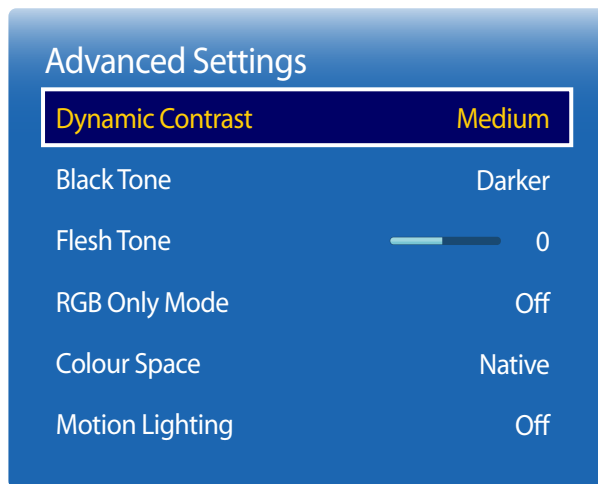 Advanced Settings
Dynamic Contrast Medium
Black Tone Darker
Flesh Tone 0
RGB Only Mode Off
Colour Space Native
Motion Lighting Off